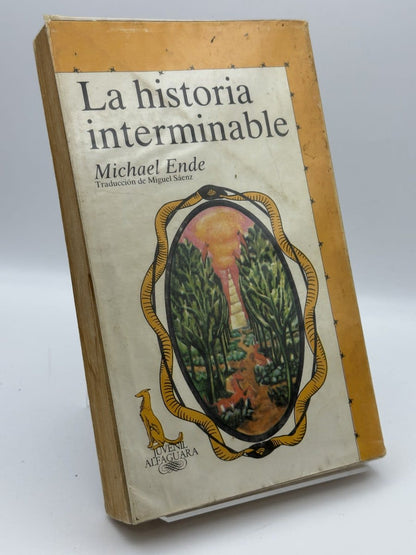 La historia
interminable
Michael Ende
Traducción de Miguel Sáenz
JUVENIL
ALFAGUARA